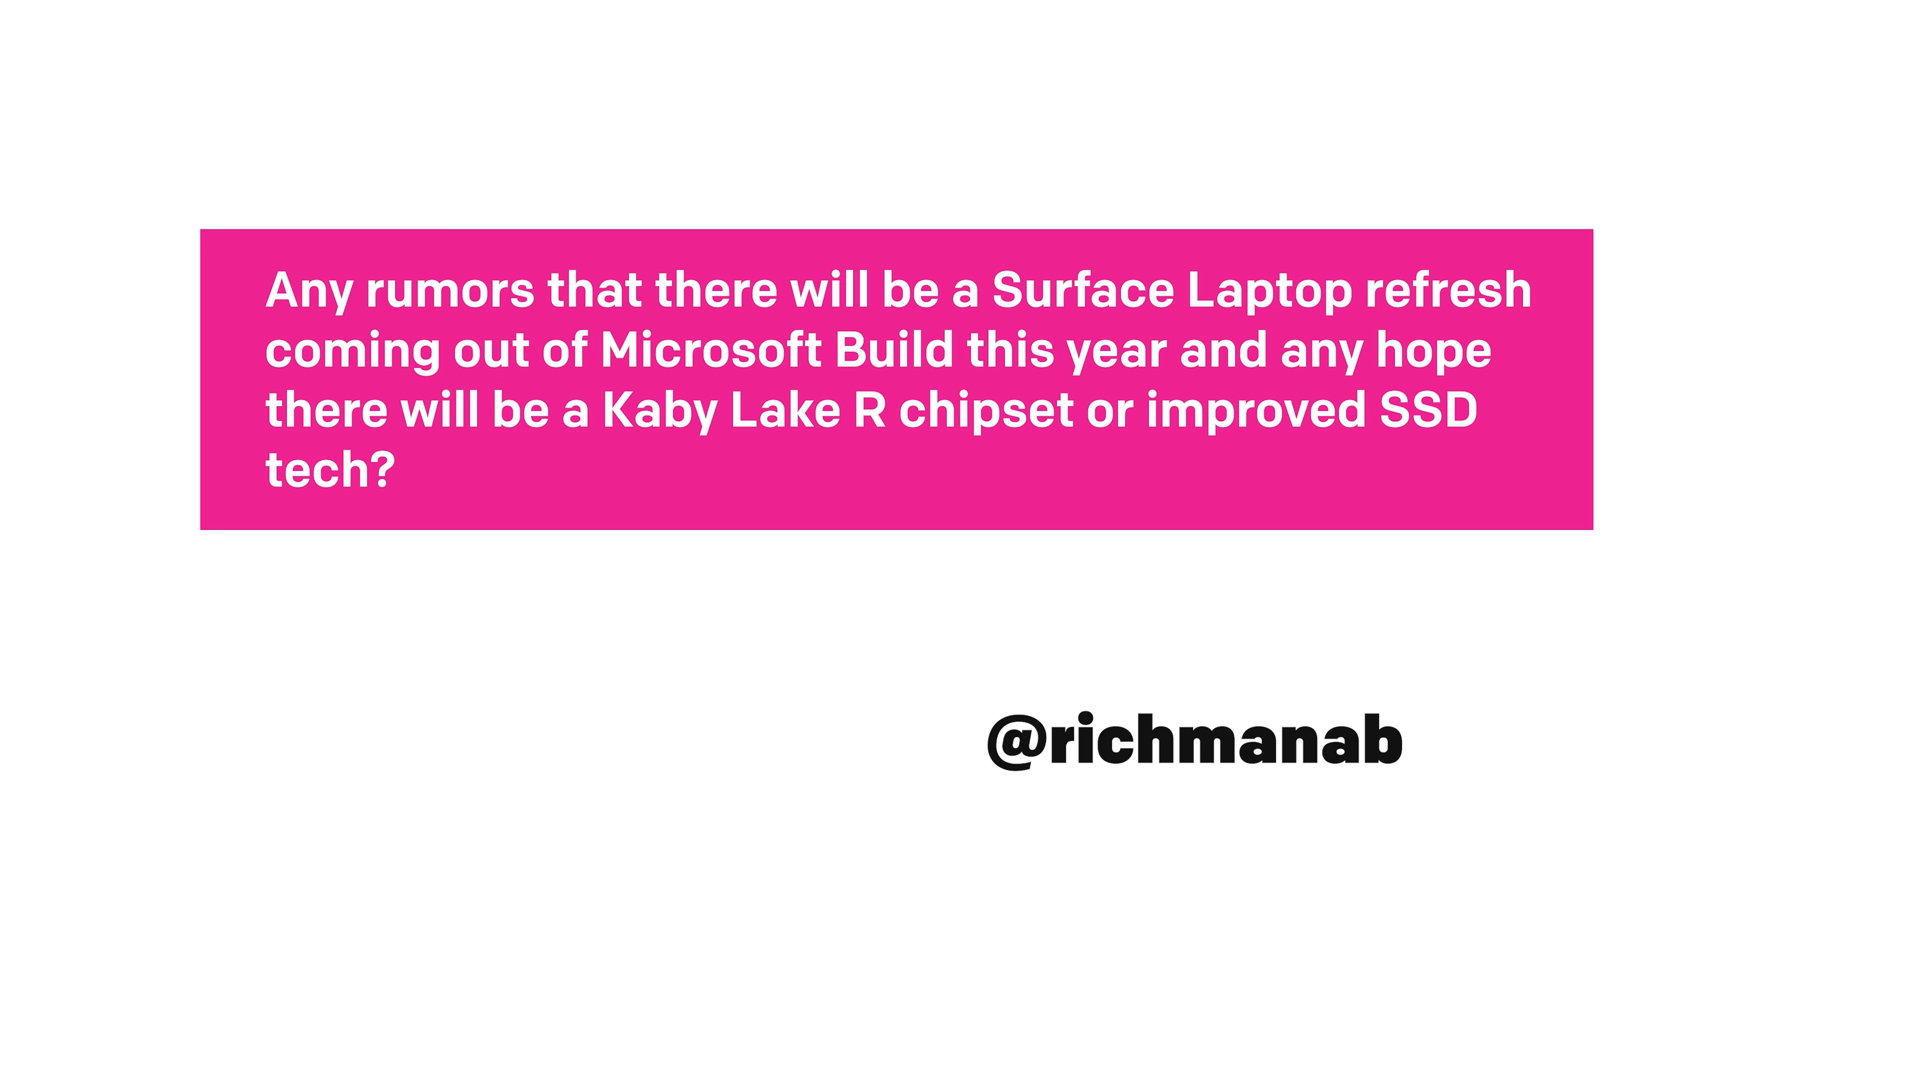 Any rumors that there will be a Surface Laptop refresh
coming out of Microsoft Build this year and any hope
there will be a Kaby Lake R chipset or improved SSD
tech?
@richmanab